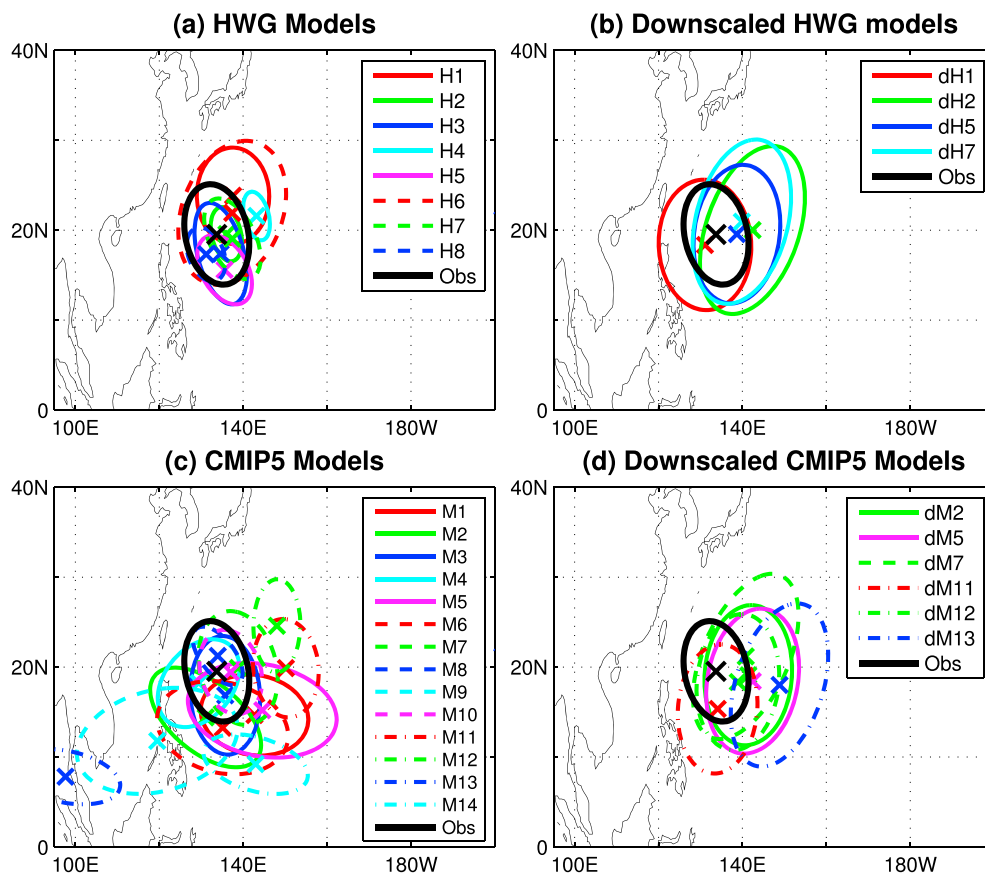 (a) HWG Models
40N
20N
0
100E
140E
180W
H1
H2
H3
H4
H5
H6
H7
H8
Obs
(b) Downscaled HWG models
40N
20N
0
100E
140E
180W
dH1
dH2
dH5
dH7
Obs
(c) CMIP5 Models
40N
20N
0
100E
140E
180W
M1
M2
M3
M4
M5
M6
M7
M8
M9
M10
M11
M12
M13
M14
Obs
(d) Downscaled CMIP5 Models
40N
20N
0
100E
140E
180W
dM2
dM5
dM7
dM11
dM12
dM13
Obs